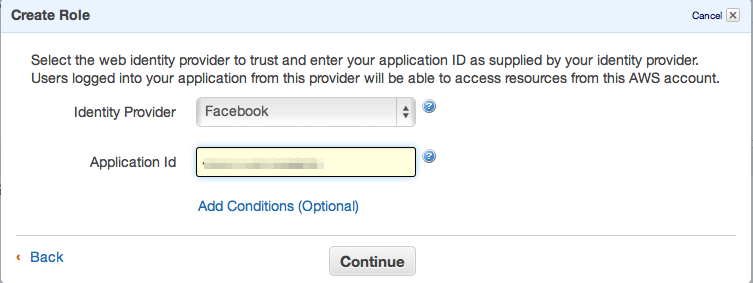 Create Role
Cancel
Select the web identity provider to trust and enter your application ID as supplied by your identity provider.
Users logged into your application from this provider will be able to access resources from this AWS account.
Identity Provider
Facebook
Application Id
Add Conditions (Optional)
Back
Continue